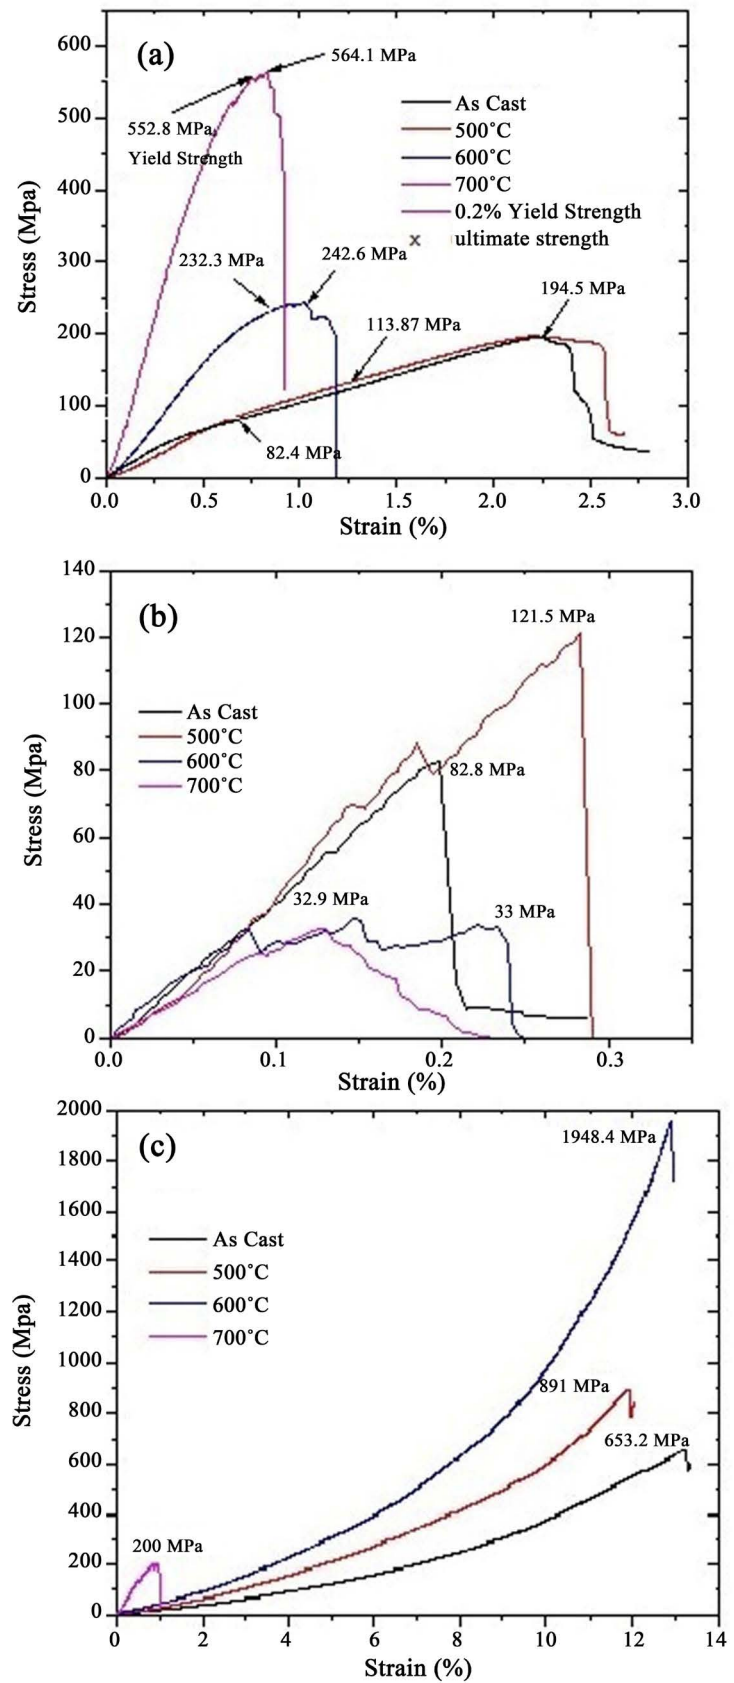 (a)
564.1 MPa
552.8 MPa,
Yield Strength
As Cast
500°C
600°C
700°C
0.2% Yield Strength
x ultimate strength
232.3 MPa
242.6 MPa
113.87 MPa
194.5 MPa
82.4 MPa
Stress (Mpa)
600
500
400
300
200
100
0
0.0 0.5 1.0 1.5 2.0 2.5 3.0
Strain (%)
(b)
121.5 MPa
As Cast
500°C
600°C
700°C
82.8 MPa
32.9 MPa
33 MPa
Stress (Mpa)
140
120
100
80
60
40
20
0
0.0 0.1 0.2 0.3
Strain (%)
(c)
1948.4 MPa
As Cast
500°C
600°C
700°C
891 MPa
653.2 MPa
200 MPa
Stress (Mpa)
2000
1800
1600
1400
1200
1000
800
600
400
200
0
0 2 4 6 8 10 12 14
Strain (%)